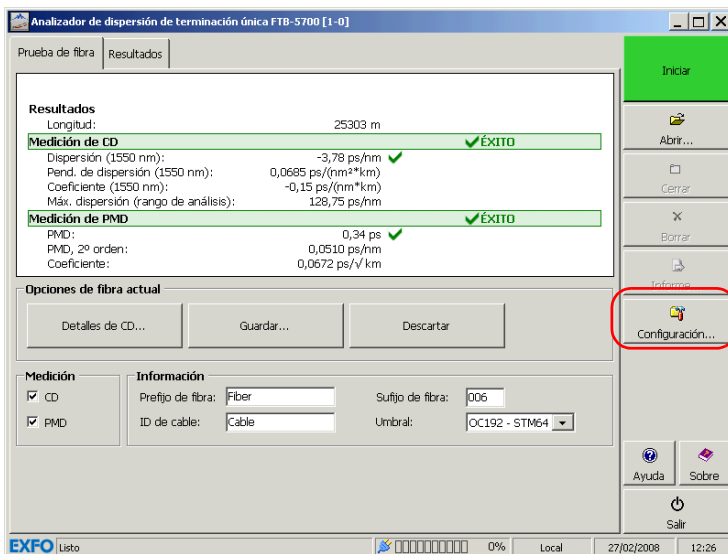 Analizador de dispersión de terminación única FTB-5700 [1-0]
Prueba de fibra
Resultados
Resultados
Longitud: 25303 m
Medición de CD ÉXITO
Dispersión (1550 nm): -3,78 ps/nm
Pend. de dispersión (1550 nm): 0,0685 ps/(nm²*km)
Coeficiente (1550 nm): -0,15 ps/(nm*km)
Máx. dispersión (rango de análisis): 128,75 ps/nm
Medición de PMD ÉXITO
PMD: 0,34 ps
PMD, 2º orden: 0,0510 ps/nm
Coeficiente: 0,0672 ps/√km
Opciones de fibra actual
Detalles de CD...
Guardar...
Descartar
Medición
CD
PMD
Información
Prefijo de fibra: Fiber
Sufijo de fibra: 006
ID de cable: Cable
Umbral: OC192 - STM64
Iniciar
Abrir...
Cerrar
Borrar
Informe...
Configuración...
Ayuda
Sobre
Salir
EXFO Listo 0% Local 27/02/2008 12:26